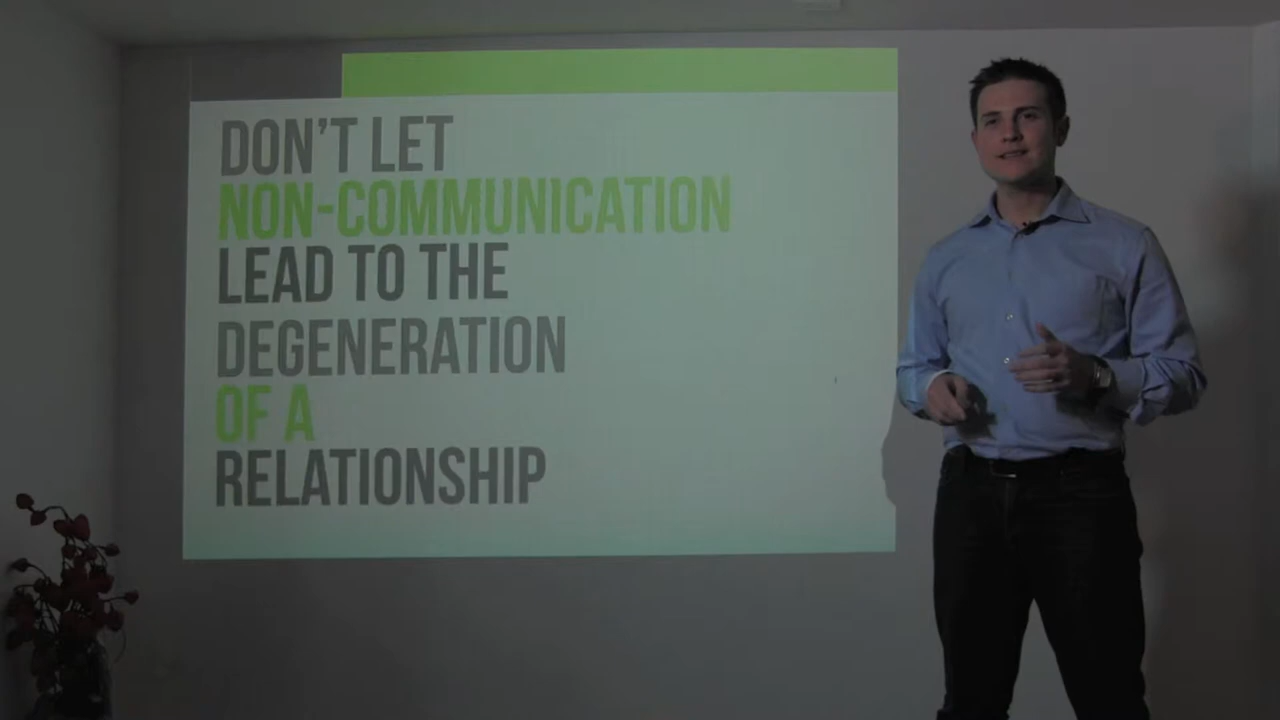 DON'T LET
NON-COMMUNICATION
LEAD TO THE
DEGENERATION
OF A
RELATIONSHIP